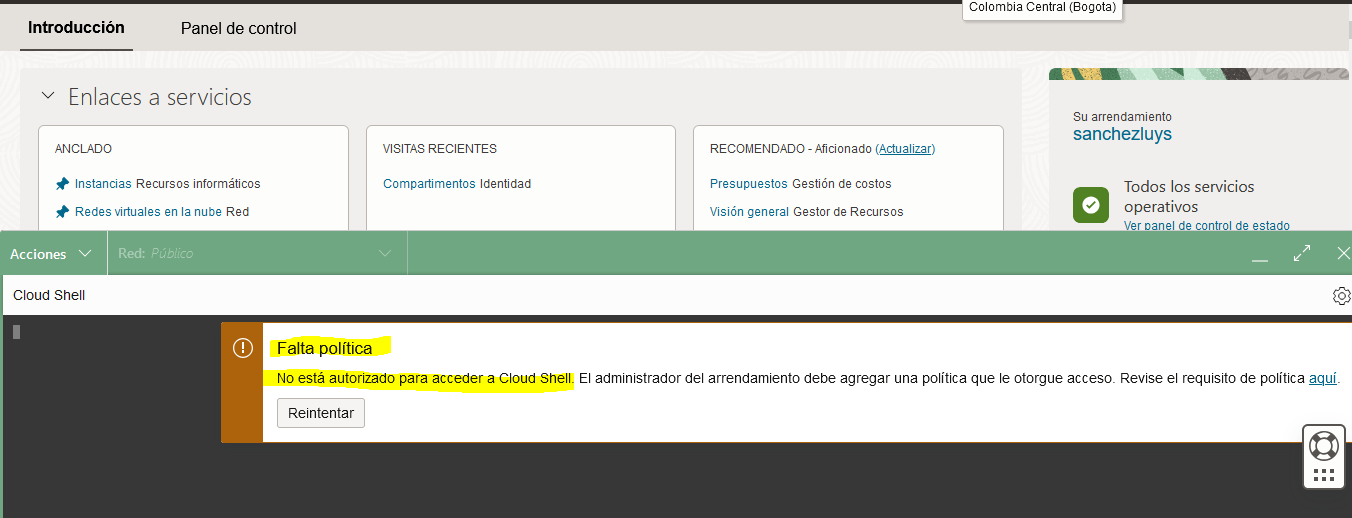 Colombia Central (Bogota)
Introducción
Panel de control
Enlaces a servicios
ANCLADO
Instancias Recursos informáticos
Redes virtuales en la nube Red
VISITAS RECIENTES
Compartimentos Identidad
RECOMENDADO - Aficionado (Actualizar)
Presupuestos Gestión de costos
Visión general Gestor de Recursos
Su arrendamiento
sanchezluys
Todos los servicios
operativos
Ver panel de control de estado
Acciones
Red: Público
Cloud Shell
Falta política
No está autorizado para acceder a Cloud Shell. El administrador del arrendamiento debe agregar una política que le otorgue acceso. Revise el requisito de política aquí.
Reintentar